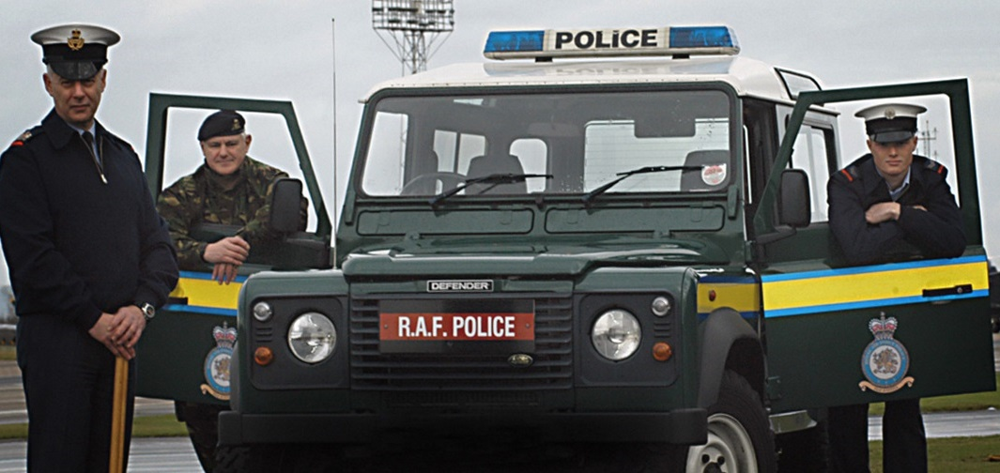 POLICE
DEFENDER
R.A.F. POLICE